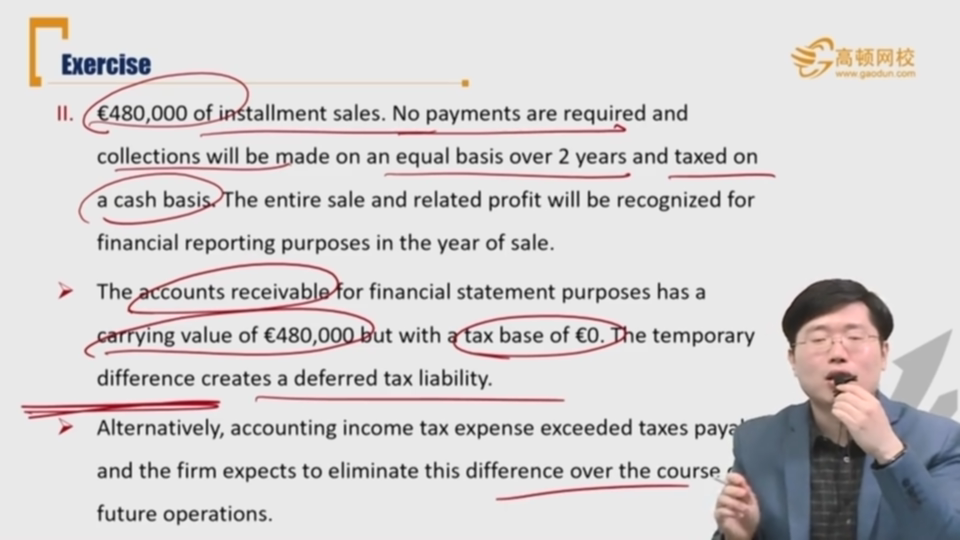 Exercise
高顿网校
www.gaodun.com
II. €480,000 of installment sales. No payments are required and
collections will be made on an equal basis over 2 years and taxed on
a cash basis. The entire sale and related profit will be recognized for
financial reporting purposes in the year of sale.
The accounts receivable for financial statement purposes has a
carrying value of €480,000 but with a tax base of €0. The temporary
difference creates a deferred tax liability.
Alternatively, accounting income tax expense exceeded taxes
and the firm expects to eliminate this difference over the course
future operations.